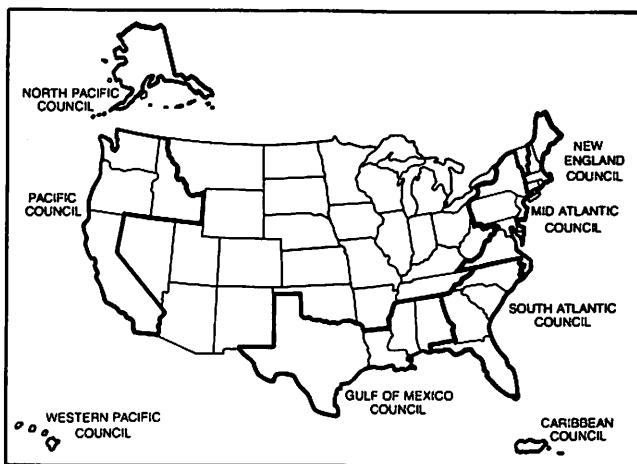 NORTH PACIFIC
COUNCIL
NEW
ENGLAND
COUNCIL
PACIFIC
COUNCIL
MID ATLANTIC
COUNCIL
SOUTH ATLANTIC
COUNCIL
GULF OF MEXICO
COUNCIL
WESTERN PACIFIC
COUNCIL
CARIBBEAN
COUNCIL